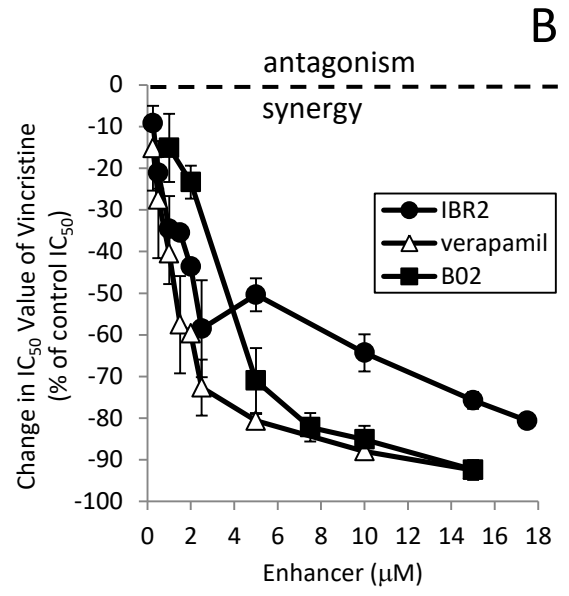 B
antagonism
synergy
0
-10
-20
-30
-40
-50
-60
-70
-80
-90
-100
Change in IC50 Value of Vincristine
(% of control IC50)
IBR2
verapamil
B02
0 2 4 6 8 10 12 14 16 18
Enhancer (μM)